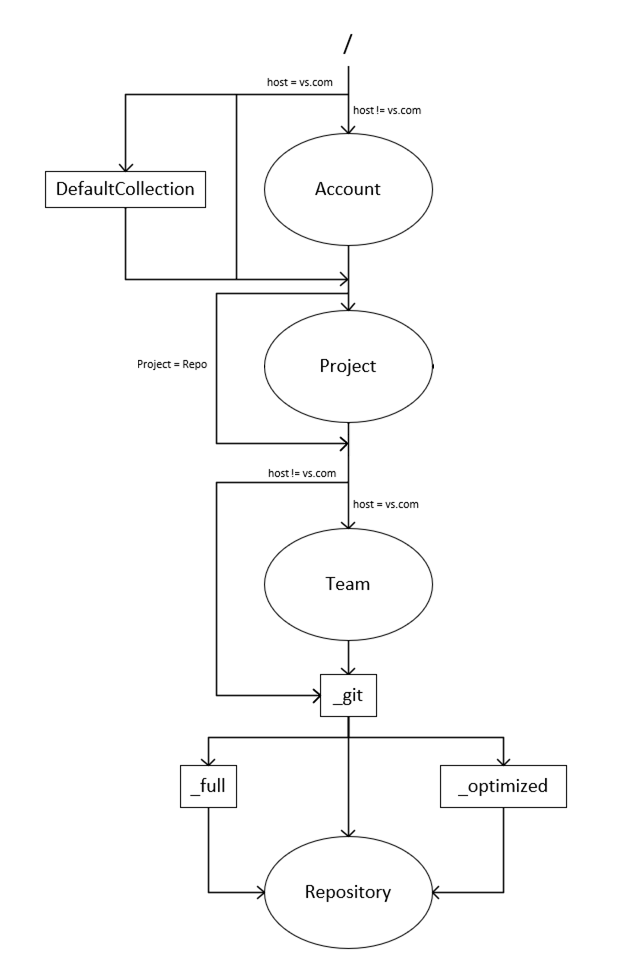 /
host = vs.com
host != vs.com
DefaultCollection
Account
Project = Repo
Project
host != vs.com
host = vs.com
Team
_git
_full
_optimized
Repository